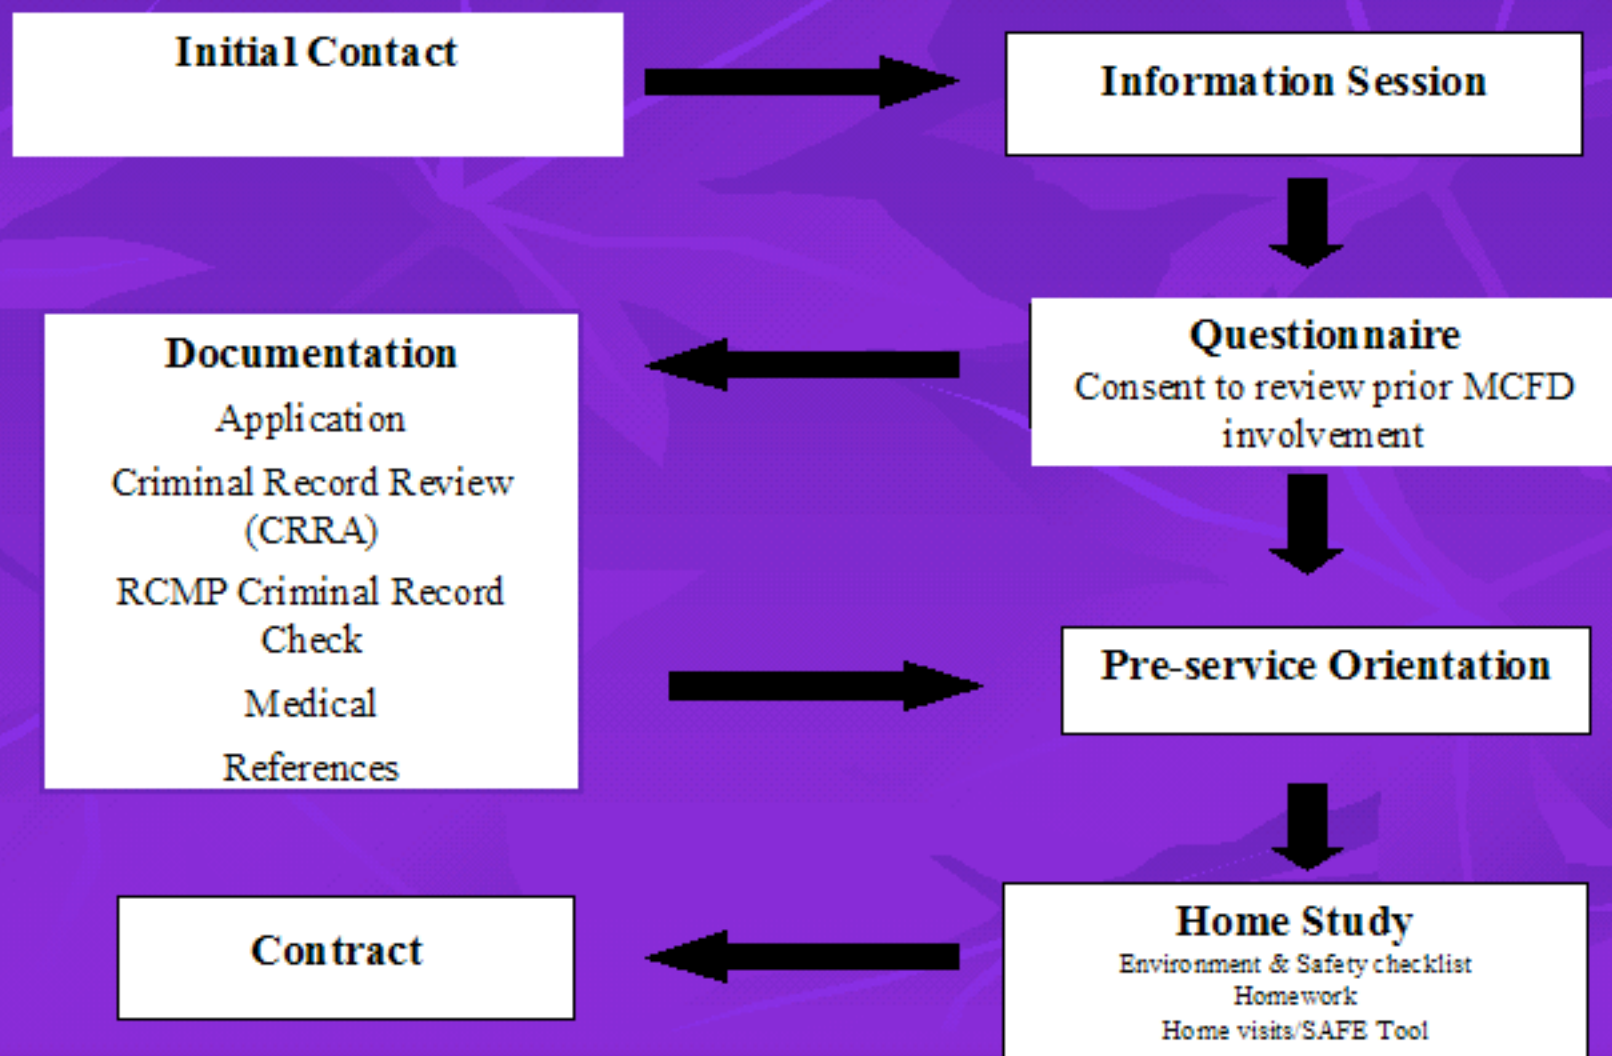 Initial Contact
Information Session
Questionnaire
Consent to review prior MCFD
involvement
Documentation
Application
Criminal Record Review
(CRRA)
RCMP Criminal Record
Check
Medical
References
Pre-service Orientation
Home Study
Environment & Safety checklist
Homework
Home visits/SAFE Tool
Contract